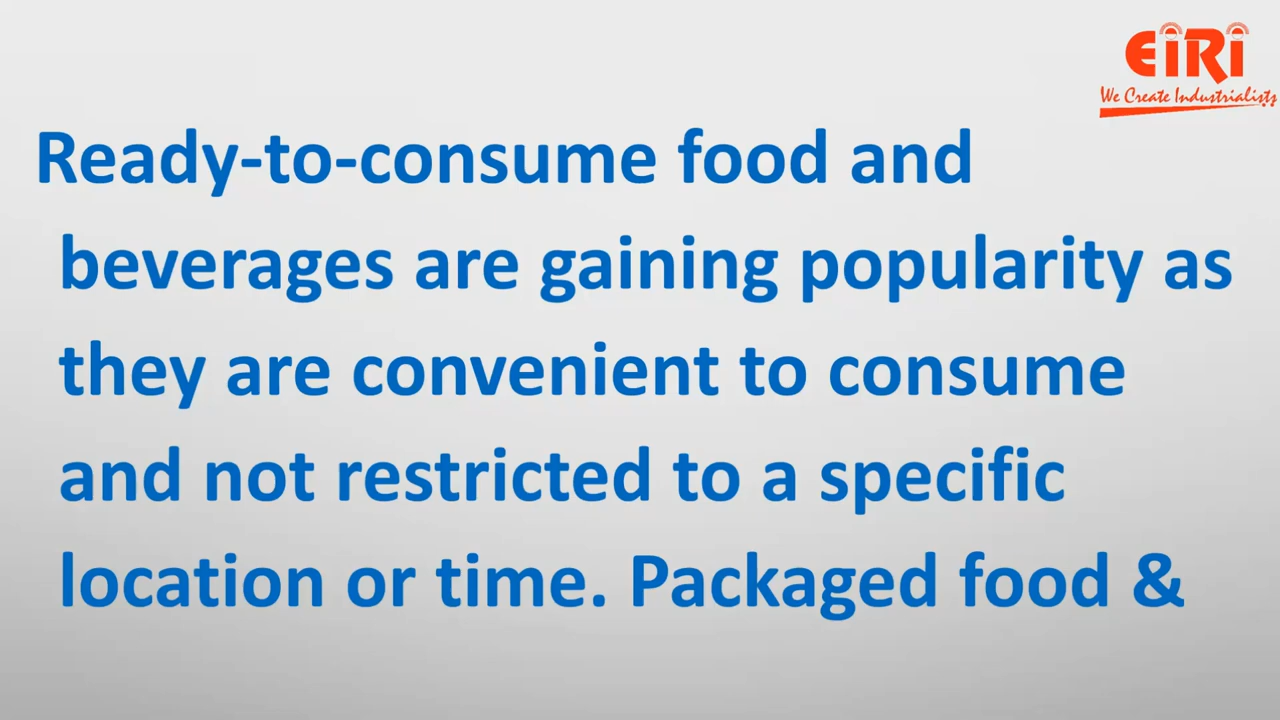 EiRi
We Create Industrialists
Ready-to-consume food and
beverages are gaining popularity as
they are convenient to consume
and not restricted to a specific
location or time. Packaged food &